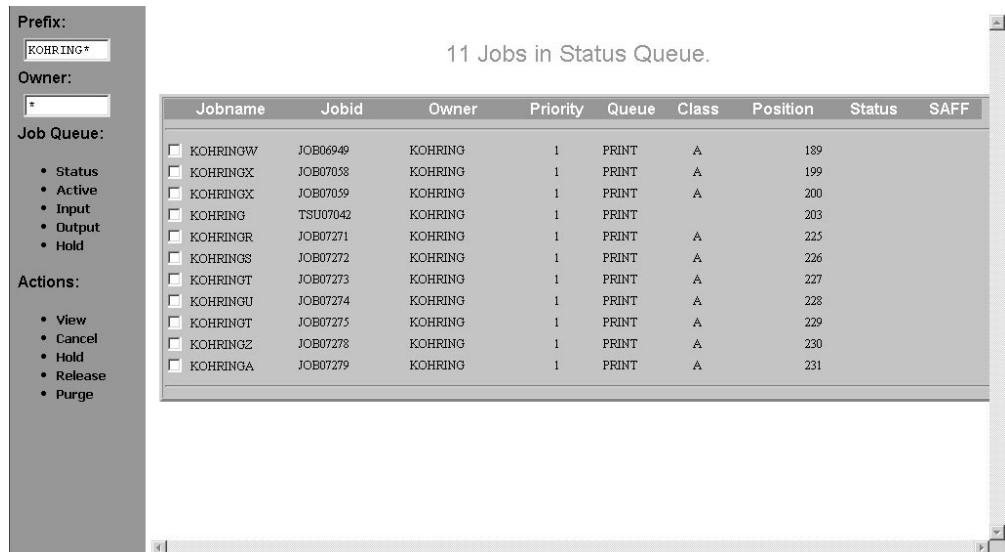 Prefix:
KOHRING*
Owner:
*
Job Queue:
• Status
• Active
• Input
• Output
• Hold
Actions:
• View
• Cancel
• Hold
• Release
• Purge
11 Jobs in Status Queue.
Jobname Jobid Owner Priority Queue Class Position Status SAFF
KOHRINGW JOB06949 KOHRING 1 PRINT A 189
KOHRINGX JOB07058 KOHRING 1 PRINT A 199
KOHRINGX JOB07059 KOHRING 1 PRINT A 200
KOHRING TSU07042 KOHRING 1 PRINT 203
KOHRINGR JOB07271 KOHRING 1 PRINT A 225
KOHRINGS JOB07272 KOHRING 1 PRINT A 226
KOHRINGT JOB07273 KOHRING 1 PRINT A 227
KOHRINGU JOB07274 KOHRING 1 PRINT A 228
KOHRINGT JOB07275 KOHRING 1 PRINT A 229
KOHRINGZ JOB07278 KOHRING 1 PRINT A 230
KOHRINGA JOB07279 KOHRING 1 PRINT A 231